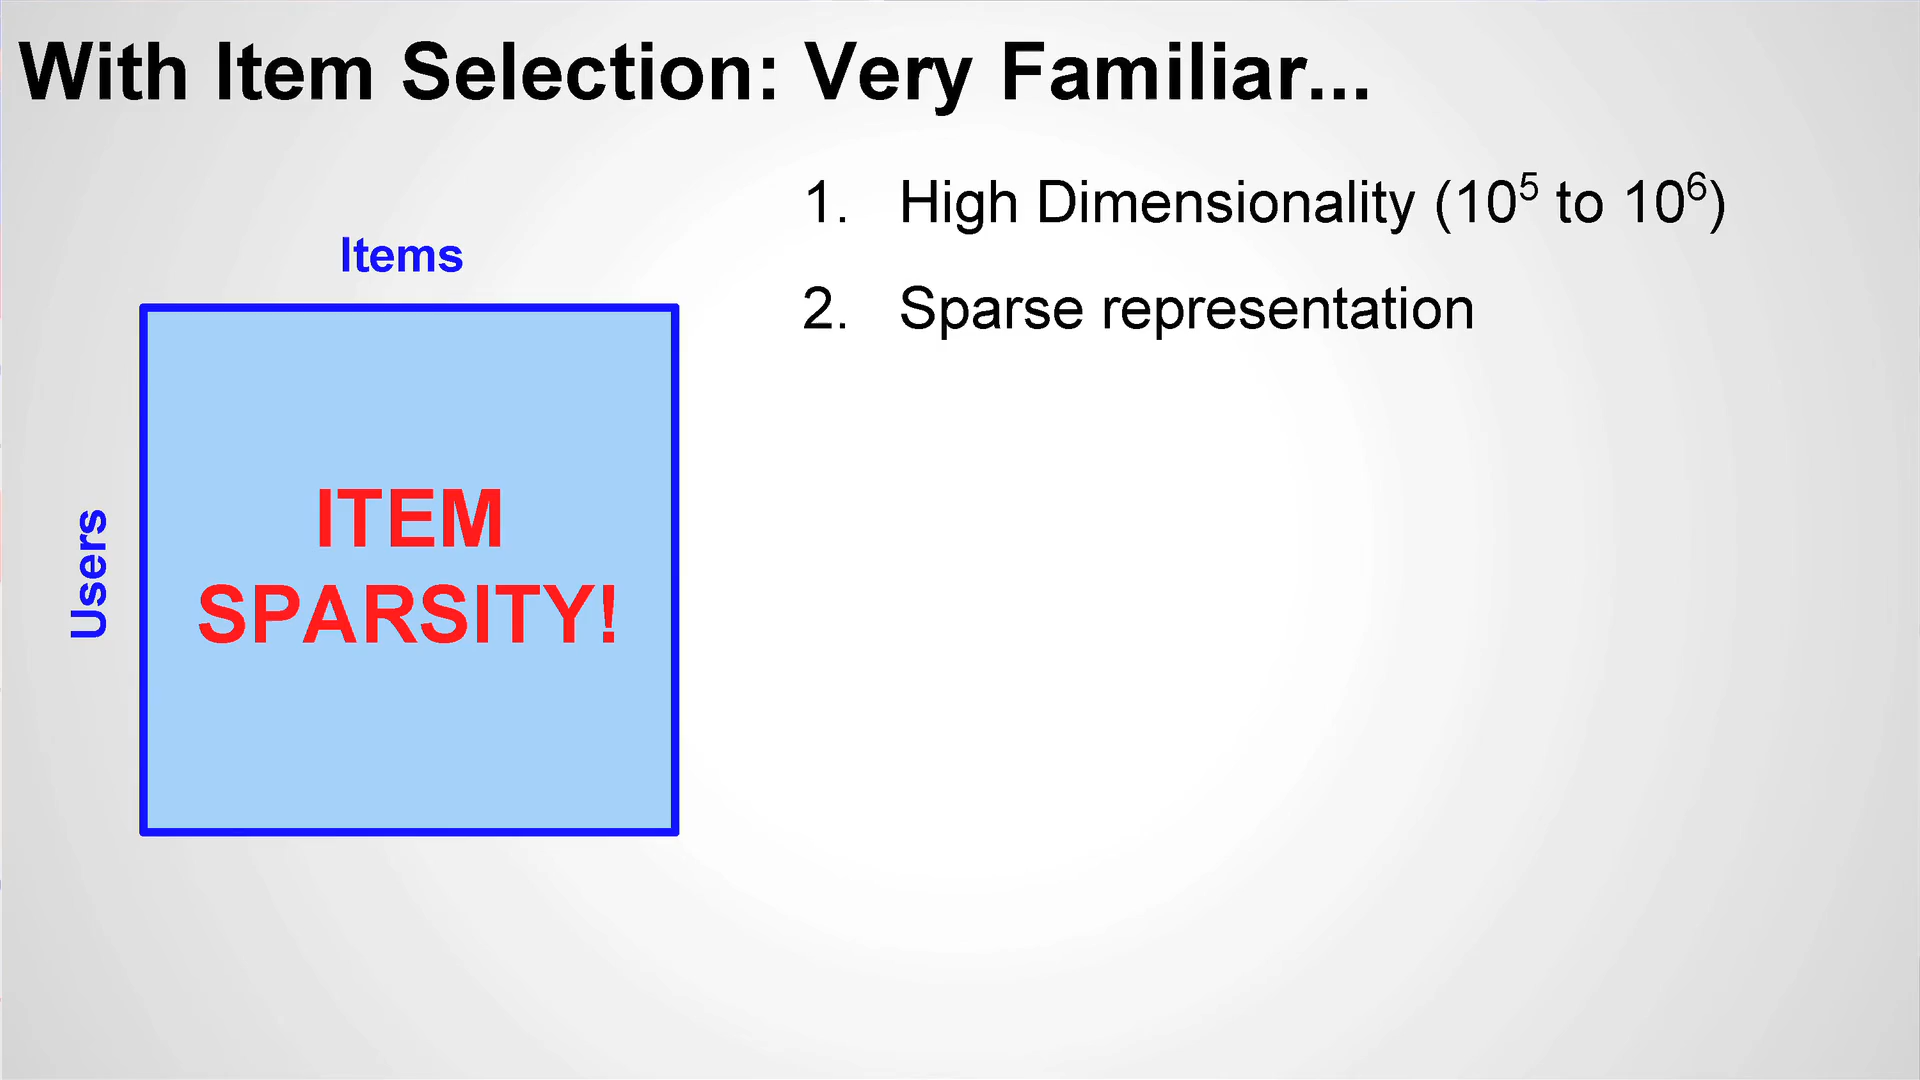 With Item Selection: Very Familiar...
Items
Users
ITEM
SPARSITY!
1. High Dimensionality (10⁵ to 10⁶)
2. Sparse representation